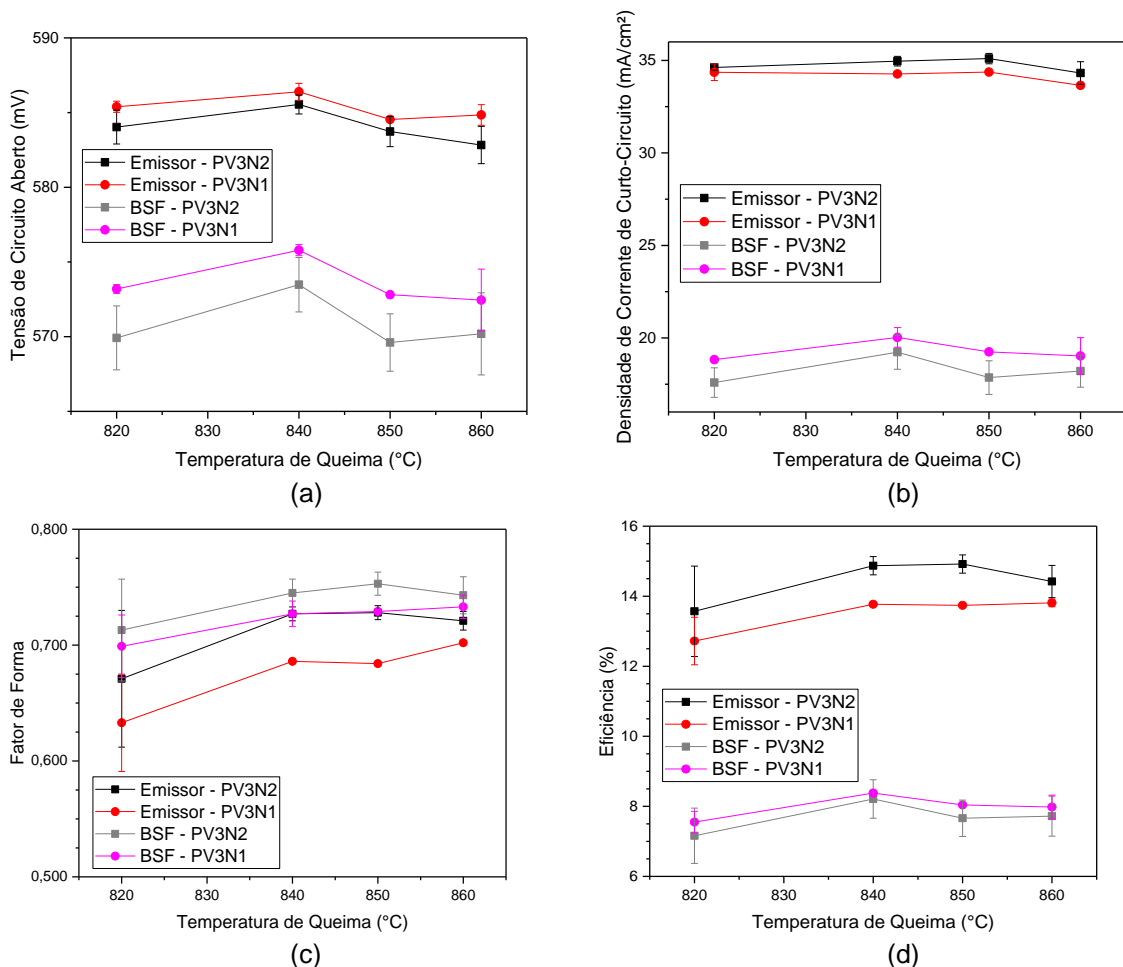 590
580
570
Tensão de Circuito Aberto (mV)
Emissor - PV3N2
Emissor - PV3N1
BSF - PV3N2
BSF - PV3N1
820 830 840 850 860
Temperatura de Queima (°C)
(a)
35
30
25
20
Densidade de Corrente de Curto-Circuito (mA/cm²)
Emissor - PV3N2
Emissor - PV3N1
BSF - PV3N2
BSF - PV3N1
820 830 840 850 860
Temperatura de Queima (°C)
(b)
0,800
0,700
0,600
0,500
Fator de Forma
Emissor - PV3N2
Emissor - PV3N1
BSF - PV3N2
BSF - PV3N1
820 830 840 850 860
Temperatura de Queima (°C)
(c)
16
14
12
10
8
6
Eficiência (%)
Emissor - PV3N2
Emissor - PV3N1
BSF - PV3N2
BSF - PV3N1
820 830 840 850 860
Temperatura de Queima (°C)
(d)